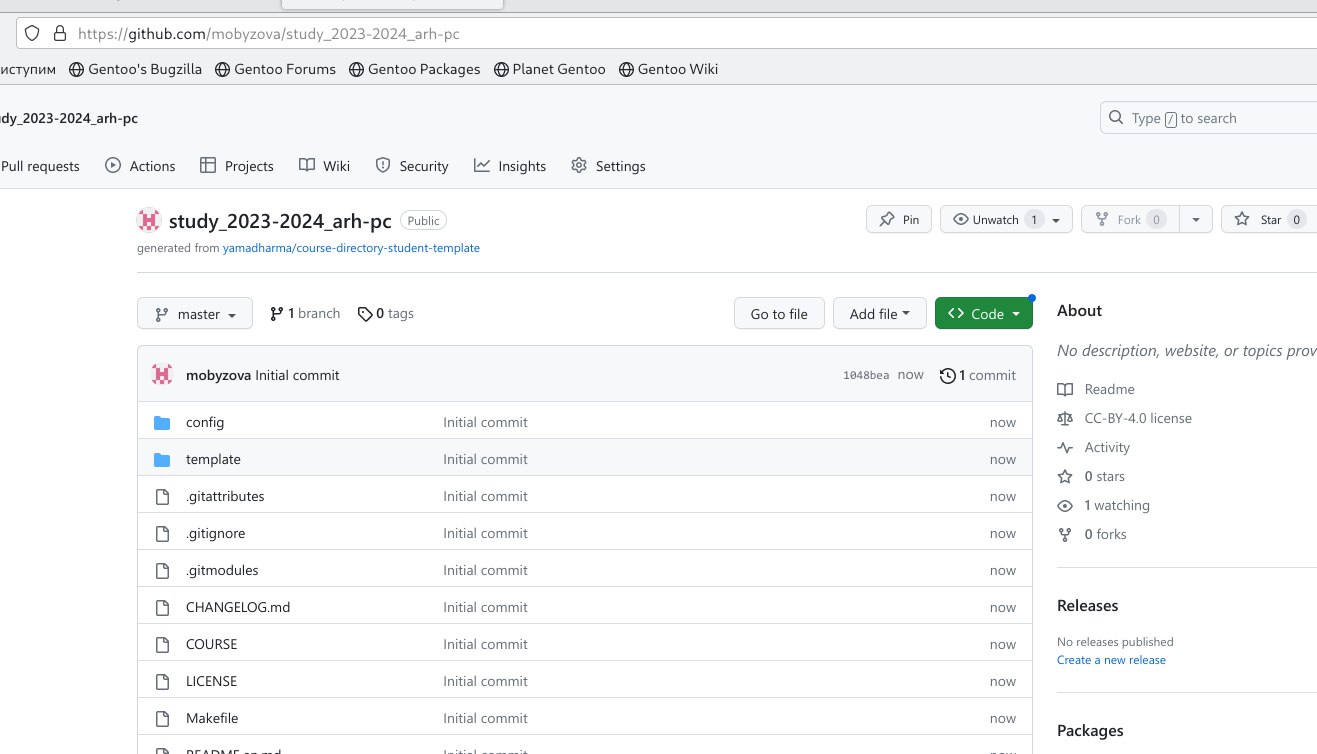 https://github.com/mobyzova/study_2023-2024_arh-pc
иступим Gentoo's Bugzilla Gentoo Forums Gentoo Packages Planet Gentoo Gentoo Wiki
dy_2023-2024_arh-pc
Type / to search
Pull requests Actions Projects Wiki Security Insights Settings
study_2023-2024_arh-pc Public
Pin Unwatch 1 Fork 0 Star 0
generated from yamadharma/course-directory-student-template
master 1 branch 0 tags Go to file Add file <> Code
About
No description, website, or topics prov
mobyzova Initial commit 1048bea now 1 commit
Readme
config Initial commit now
CC-BY-4.0 license
Activity
template Initial commit now
0 stars
.gitattributes Initial commit now
1 watching
.gitignore Initial commit now
0 forks
.gitmodules Initial commit now
CHANGELOG.md Initial commit now
Releases
COURSE Initial commit now
No releases published
Create a new release
LICENSE Initial commit now
Makefile Initial commit now
Packages
README.en.md Initial commit now